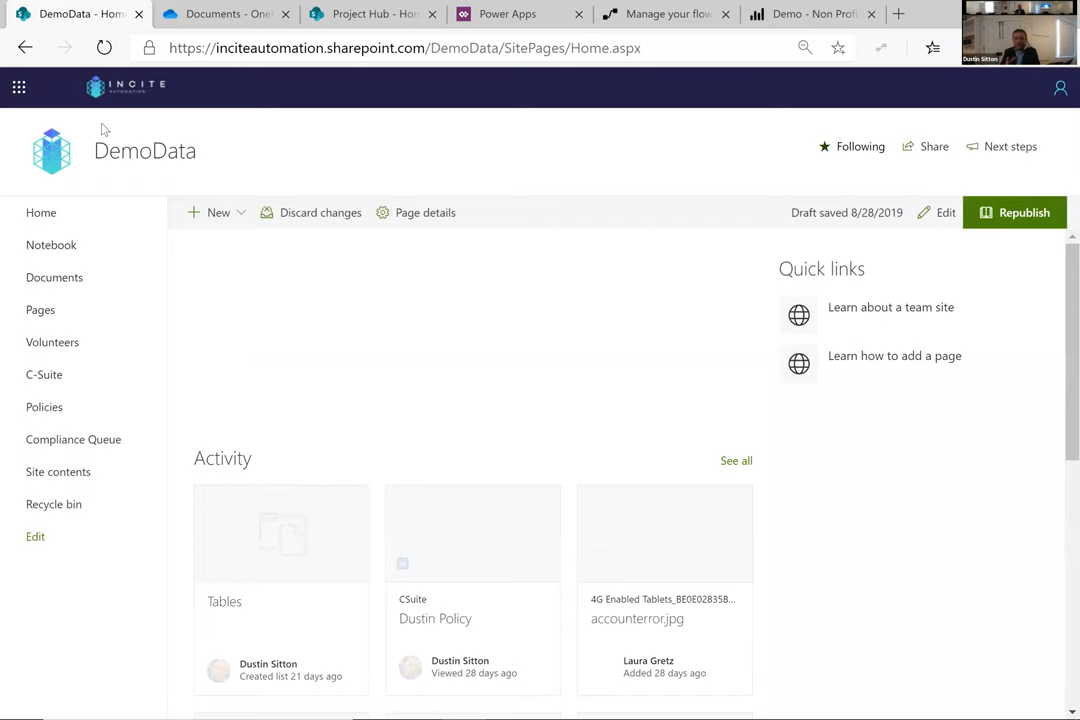 DemoData - Hom
Documents - OneI
Project Hub - Hom
Power Apps
Manage your flow
Demo - Non Profi
https://inciteautomation.sharepoint.com/DemoData/SitePages/Home.aspx
Dustin Sitton
INCITE
AUTOMATION
DemoData
Following
Share
Next steps
Home
Notebook
Documents
Pages
Volunteers
C-Suite
Policies
Compliance Queue
Site contents
Recycle bin
Edit
New
Discard changes
Page details
Draft saved 8/28/2019
Edit
Republish
Quick links
Learn about a team site
Learn how to add a page
Activity
See all
Tables
Dustin Sitton
Created list 21 days ago
CSuite
Dustin Policy
Dustin Sitton
Viewed 28 days ago
4G Enabled Tablets_BE0E02835B...
accounterror.jpg
Laura Gretz
Added 28 days ago